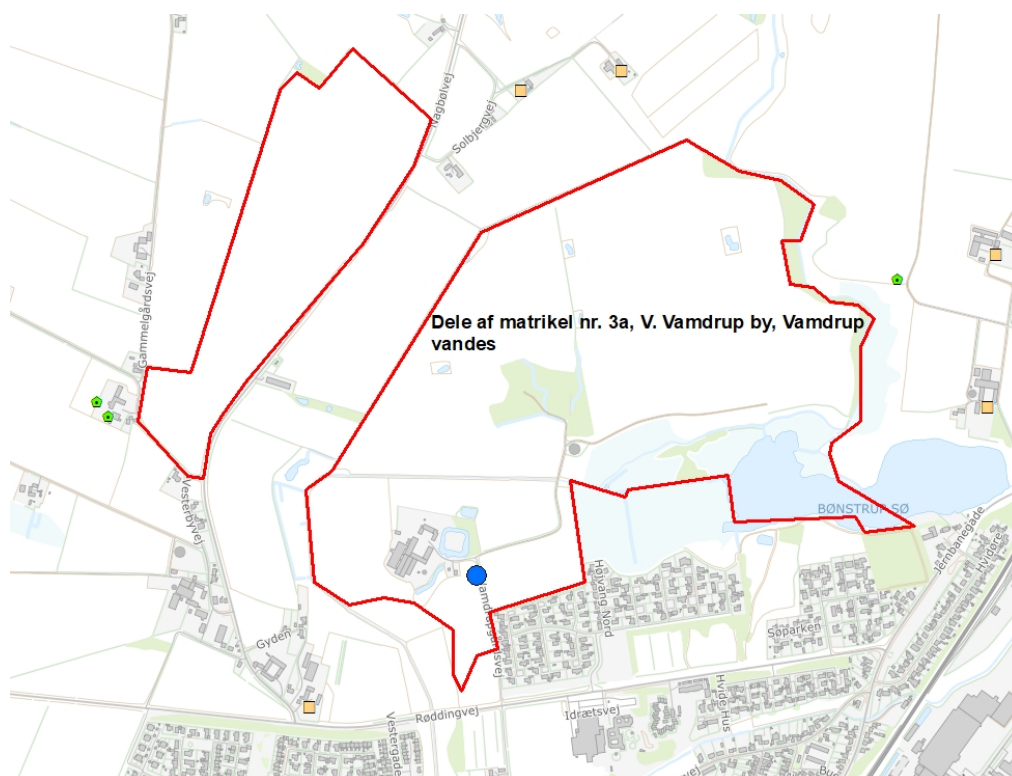 Nagbølvej
Solbjergvej
Gammelgårdsvej
Dele af matrikel nr. 3a, V. Vamdrup by, Vamdrup
vandes
Vesterbyvej
BØNSTRUP SØ
Jernbanegade
Hvidøre
Højvang Nord
Gyden
Søparken
Røddingvej
Idrætsvej
Hvide Hus
Vestergade